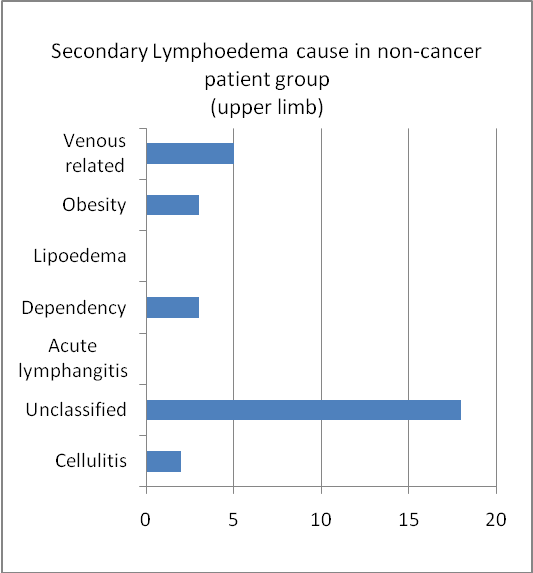 Secondary Lymphoedema cause in non-cancer
patient group
(upper limb)
Venous
related
Obesity
Lipoedema
Dependency
Acute
lymphangitis
Unclassified
Cellulitis
0 5 10 15 20